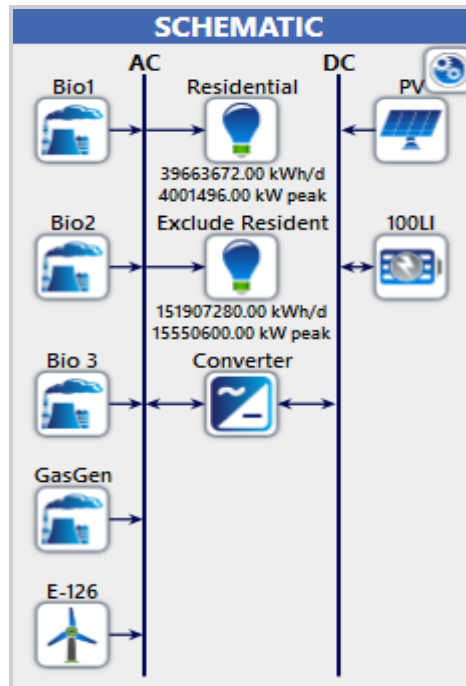 SCHEMATIC
AC
DC
Bio1
Residential
PV
39663672.00 kWh/d
4001496.00 kW peak
Bio2
Exclude Resident
100LI
151907280.00 kWh/d
15550600.00 kW peak
Bio 3
Converter
GasGen
E-126